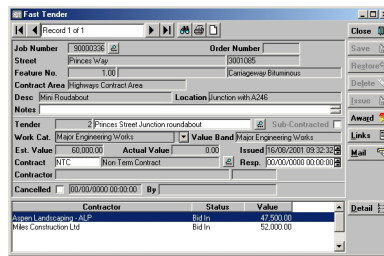 Fast Tender
Record 1 of 1
Close
Job Number 90000336 Order Number
Save
Street Princes Way 3001085
Restore
Feature No. 1.00 Carriageway Bituminous
Contract Area Highways Contract Area
Delete
Desc Mini Roudabout Location Junction with A246
Issue
Notes
Tender 2 Princes Street Junction roundabout Sub-Contracted
Award
Work Cat. Major Engineering Works Value Band Major Engineering Works
Links
Est. Value 60,000.00 Actual Value 0.00 Issued 16/08/2001 09:32:32
Contract NTC Non Term Contract Resp. 00/00/0000 00:00:00
Mail
Contractor
Cancelled 00/00/0000 00:00:00 By
Contractor Status Value
Detail
Aspen Landscaping - ALP Bid In 47,500.00
Miles Construction Ltd Bid In 52,000.00